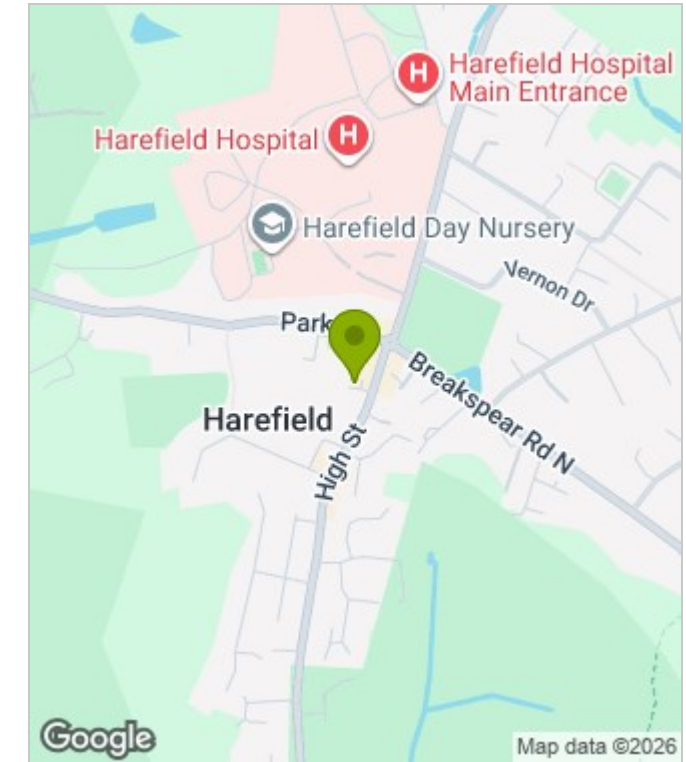 Harefield Hospital
Main Entrance
H
Harefield Hospital
H
Harefield Day Nursery
Vernon Dr
Park
Breakspear Rd N
Harefield
High St
Google
Map data ©2026